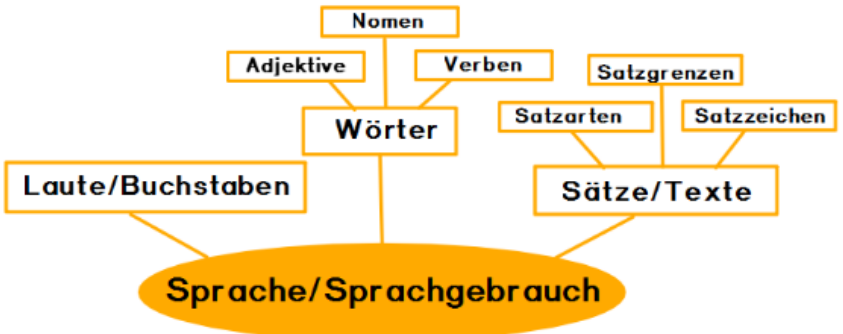 Nomen
Adjektive
Verben
Satzgrenzen
Wörter
Satzarten
Satzzeichen
Laute/Buchstaben
Sätze/Texte
Sprache/Sprachgebrauch